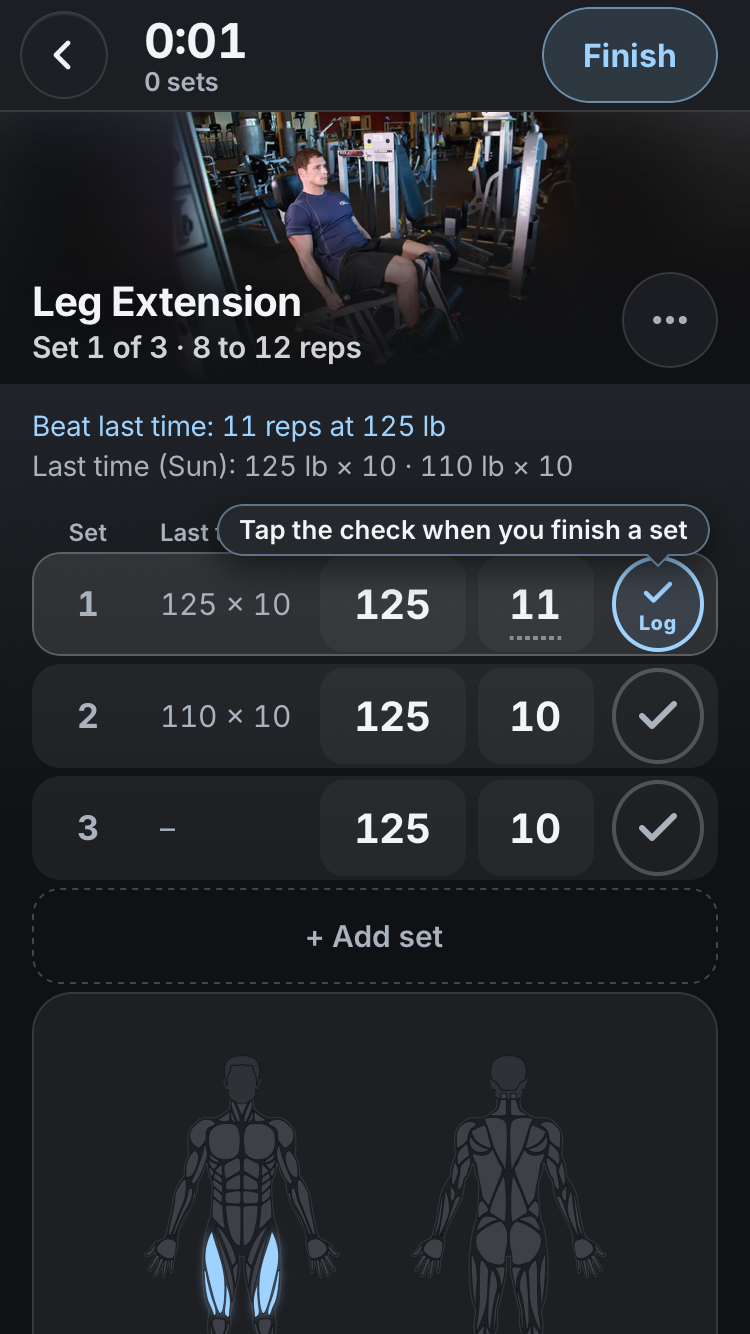 0:01
0 sets
Finish
Leg Extension
Set 1 of 3 · 8 to 12 reps
Beat last time: 11 reps at 125 lb
Last time (Sun): 125 lb × 10 · 110 lb × 10
Set
Last
Tap the check when you finish a set
1 125 × 10 125 11 Log
2 110 × 10 125 10
3 – 125 10
+ Add set